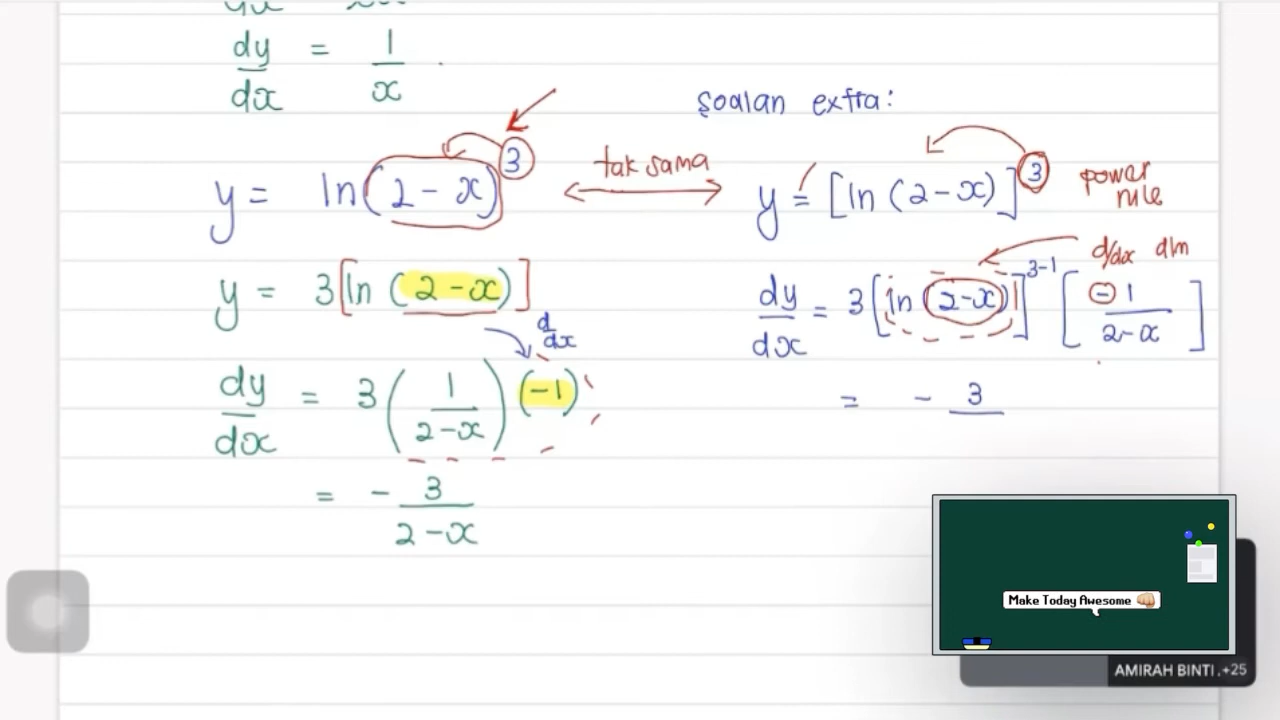 dy/dx = 1/x .
soalan extra:
y = ln(2 - x)^3
tak sama
y = [ln (2-x)]^3
power rule
y = 3[ln (2-x)]
d/dx
d/dx dlm
dy/dx = 3[ln (2-x)]^3-1 [-1/2-x]
dy/dx = 3(1/2-x)(-1)
= - 3
= - 3/2-x
Make Today Awesome 👊
AMIRAH BINTI . +25